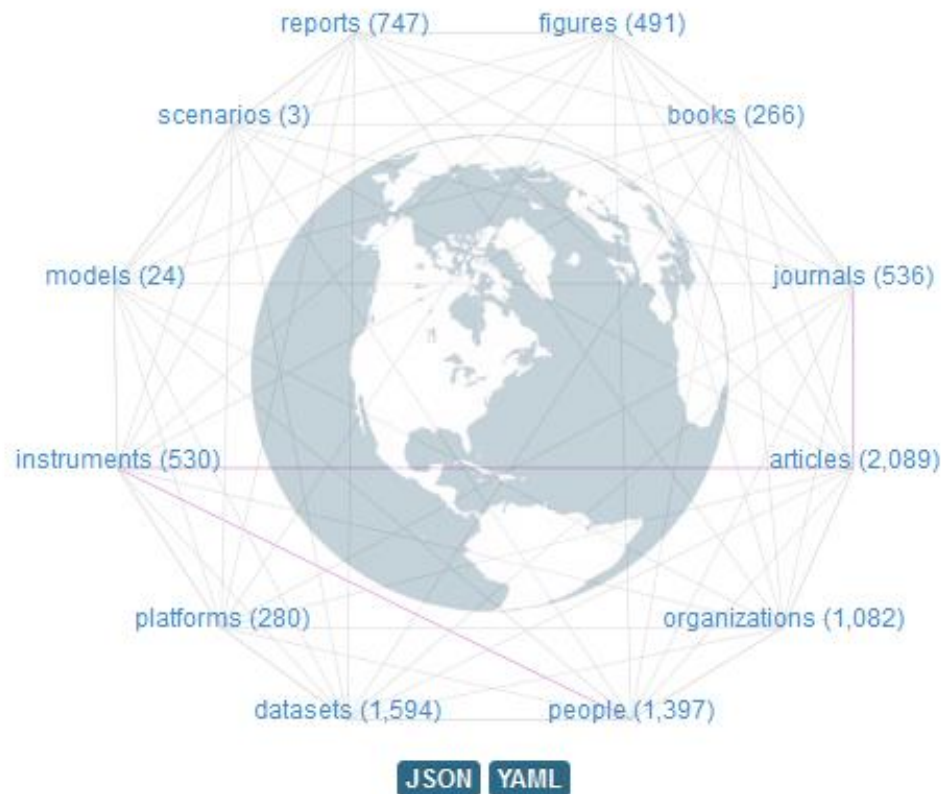 reports (747) figures (491)
scenarios (3) books (266)
models (24) journals (536)
instruments (530) articles (2,089)
platforms (280) organizations (1,082)
datasets (1,594) people (1,397)
JSON YAML